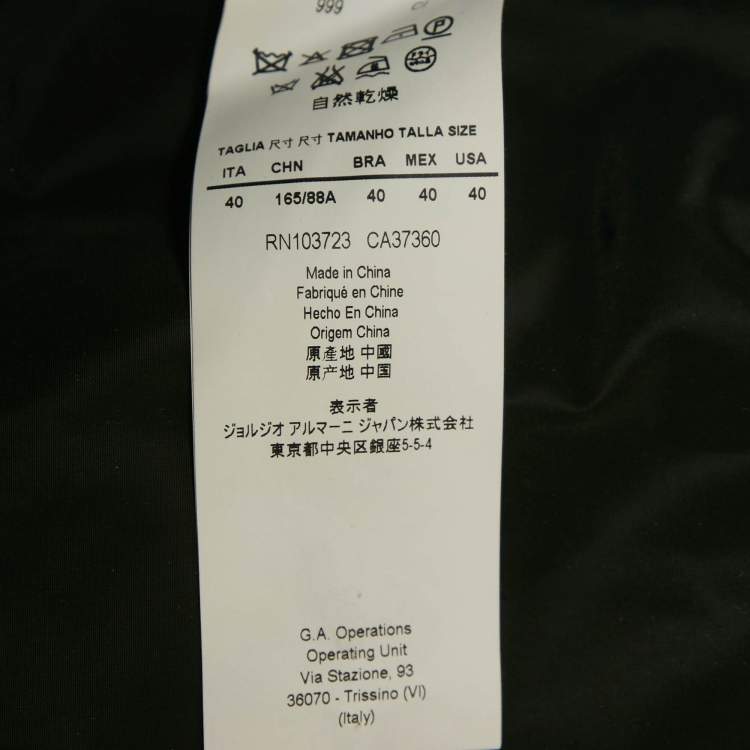 999
自然乾燥
TAGLIA 尺寸 尺寸 TAMANHO TALLA SIZE
ITA CHN BRA MEX USA
40 165/88A 40 40 40
RN103723 CA37360
Made in China
Fabriqué en Chine
Hecho En China
Origem China
原產地 中國
原产地 中国
表示者
ジョルジオ アルマーニ ジャパン株式会社
東京都中央区銀座5-5-4
G.A. Operations
Operating Unit
Via Stazione, 93
36070 - Trissino (VI)
(Italy)